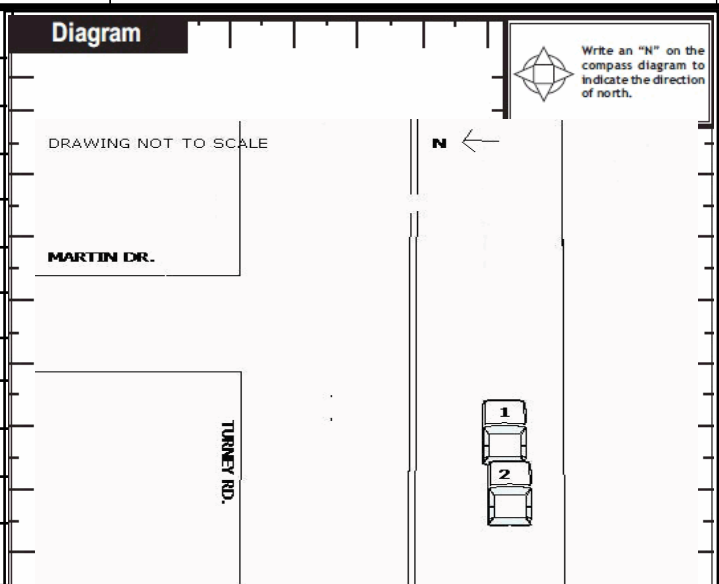 Diagram
Write an “N” on the
compass diagram to
indicate the direction
of north.
DRAWING NOT TO SCALE
N
MARTIN DR.
TURNEY RD.
1
2